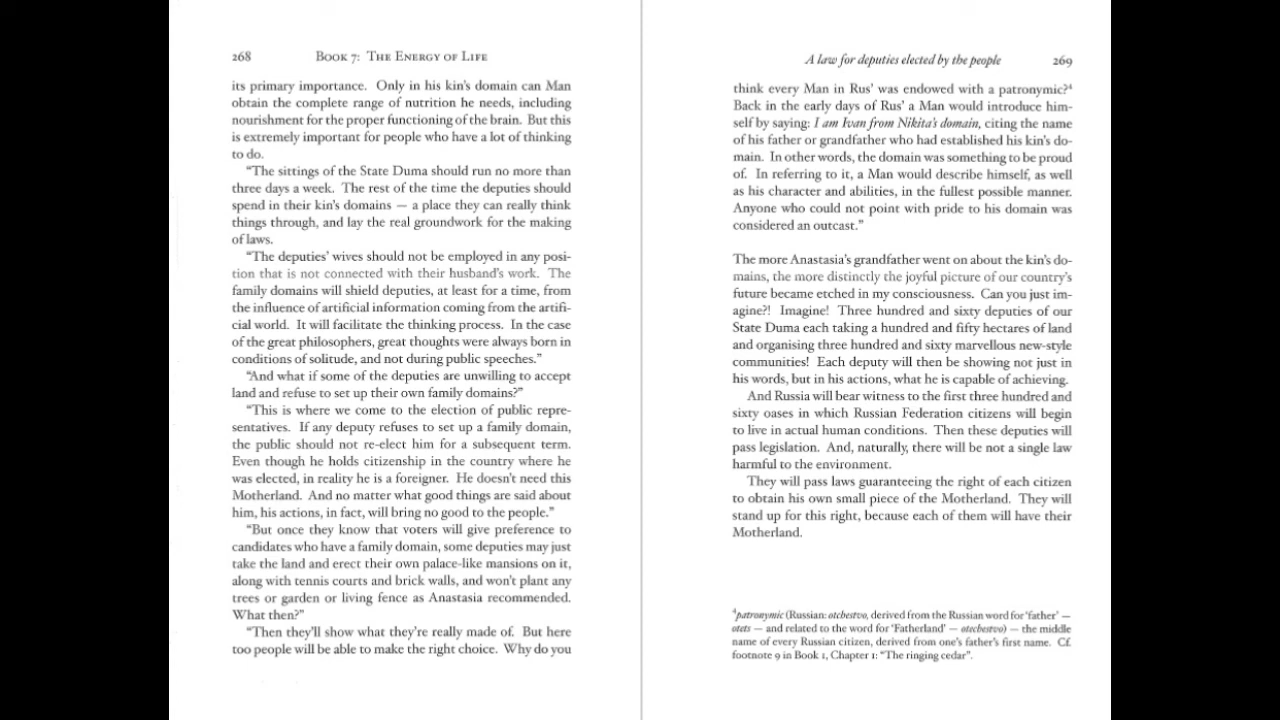 268 BOOK 7: THE ENERGY OF LIFE
its primary importance. Only in his kin's domain can Man
obtain the complete range of nutrition he needs, including
nourishment for the proper functioning of the brain. But this
is extremely important for people who have a lot of thinking
to do.
“The sittings of the State Duma should run no more than
three days a week. The rest of the time the deputies should
spend in their kin's domains — a place they can really think
things through, and lay the real groundwork for the making
of laws.
“The deputies' wives should not be employed in any posi-
tion that is not connected with their husband's work. The
family domains will shield deputies, at least for a time, from
the influence of artificial information coming from the artifi-
cial world. It will facilitate the thinking process. In the case
of the great philosophers, great thoughts were always born in
conditions of solitude, and not during public speeches.”
“And what if some of the deputies are unwilling to accept
land and refuse to set up their own family domains?”
“This is where we come to the election of public repre-
sentatives. If any deputy refuses to set up a family domain,
the public should not re-elect him for a subsequent term.
Even though he holds citizenship in the country where he
was elected, in reality he is a foreigner. He doesn't need this
Motherland. And no matter what good things are said about
him, his actions, in fact, will bring no good to the people.”
“But once they know that voters will give preference to
candidates who have a family domain, some deputies may just
take the land and erect their own palace-like mansions on it,
along with tennis courts and brick walls, and won't plant any
trees or garden or living fence as Anastasia recommended.
What then?”
“Then they'll show what they're really made of. But here
too people will be able to make the right choice. Why do you
A law for deputies elected by the people 269
think every Man in Rus' was endowed with a patronymic?⁴
Back in the early days of Rus' a Man would introduce him-
self by saying: I am Ivan from Nikita's domain, citing the name
of his father or grandfather who had established his kin's do-
main. In other words, the domain was something to be proud
of. In referring to it, a Man would describe himself, as well
as his character and abilities, in the fullest possible manner.
Anyone who could not point with pride to his domain was
considered an outcast.”
The more Anastasia's grandfather went on about the kin's do-
mains, the more distinctly the joyful picture of our country's
future became etched in my consciousness. Can you just im-
agine?! Imagine! Three hundred and sixty deputies of our
State Duma each taking a hundred and fifty hectares of land
and organising three hundred and sixty marvellous new-style
communities! Each deputy will then be showing not just in
his words, but in his actions, what he is capable of achieving.
And Russia will bear witness to the first three hundred and
sixty oases in which Russian Federation citizens will begin
to live in actual human conditions. Then these deputies will
pass legislation. And, naturally, there will be not a single law
harmful to the environment.
They will pass laws guaranteeing the right of each citizen
to obtain his own small piece of the Motherland. They will
stand up for this right, because each of them will have their
Motherland.
⁴patronymic (Russian: otchestvo, derived from the Russian word for 'father' —
otets — and related to the word for 'Fatherland' — otechestvo) — the middle
name of every Russian citizen, derived from one's father's first name. Cf.
footnote 9 in Book 1, Chapter 1: “The ringing cedar”.